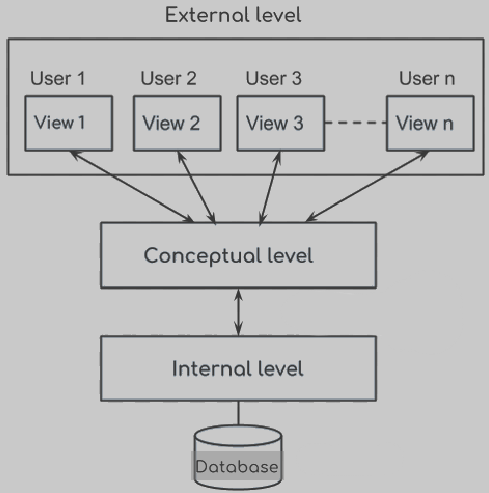 External level
User 1 User 2 User 3 User n
View 1 View 2 View 3 View n
Conceptual level
Internal level
Database